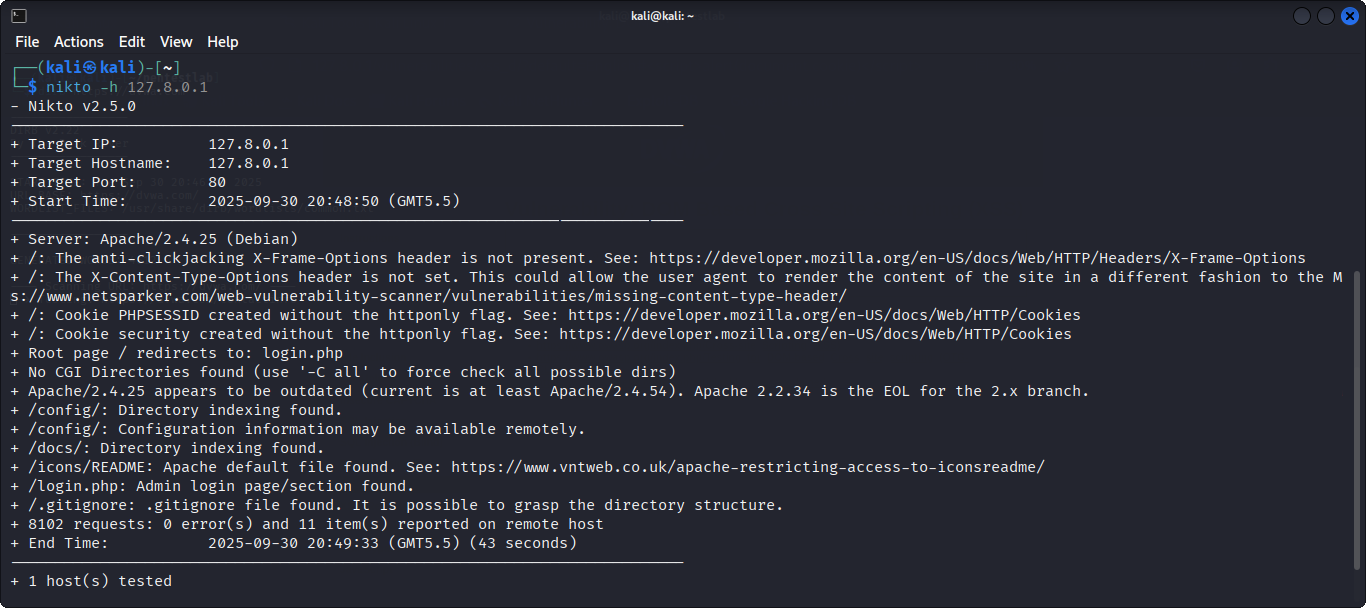 kali@kali: ~
File Actions Edit View Help
┌──(kali㉿kali)-[~]
└─$ nikto -h 127.8.0.1
- Nikto v2.5.0
---------------------------------------------------------------------------
+ Target IP:          127.8.0.1
+ Target Hostname:    127.8.0.1
+ Target Port:        80
+ Start Time:         2025-09-30 20:48:50 (GMT5.5)
---------------------------------------------------------------------------
+ Server: Apache/2.4.25 (Debian)
+ /: The anti-clickjacking X-Frame-Options header is not present. See: https://developer.mozilla.org/en-US/docs/Web/HTTP/Headers/X-Frame-Options
+ /: The X-Content-Type-Options header is not set. This could allow the user agent to render the content of the site in a different fashion to the M
s://www.netsparker.com/web-vulnerability-scanner/vulnerabilities/missing-content-type-header/
+ /: Cookie PHPSESSID created without the httponly flag. See: https://developer.mozilla.org/en-US/docs/Web/HTTP/Cookies
+ /: Cookie security created without the httponly flag. See: https://developer.mozilla.org/en-US/docs/Web/HTTP/Cookies
+ Root page / redirects to: login.php
+ No CGI Directories found (use '-C all' to force check all possible dirs)
+ Apache/2.4.25 appears to be outdated (current is at least Apache/2.4.54). Apache 2.2.34 is the EOL for the 2.x branch.
+ /config/: Directory indexing found.
+ /config/: Configuration information may be available remotely.
+ /docs/: Directory indexing found.
+ /icons/README: Apache default file found. See: https://www.vntweb.co.uk/apache-restricting-access-to-iconsreadme/
+ /login.php: Admin login page/section found.
+ /.gitignore: .gitignore file found. It is possible to grasp the directory structure.
+ 8102 requests: 0 error(s) and 11 item(s) reported on remote host
+ End Time:           2025-09-30 20:49:33 (GMT5.5) (43 seconds)
---------------------------------------------------------------------------
+ 1 host(s) tested